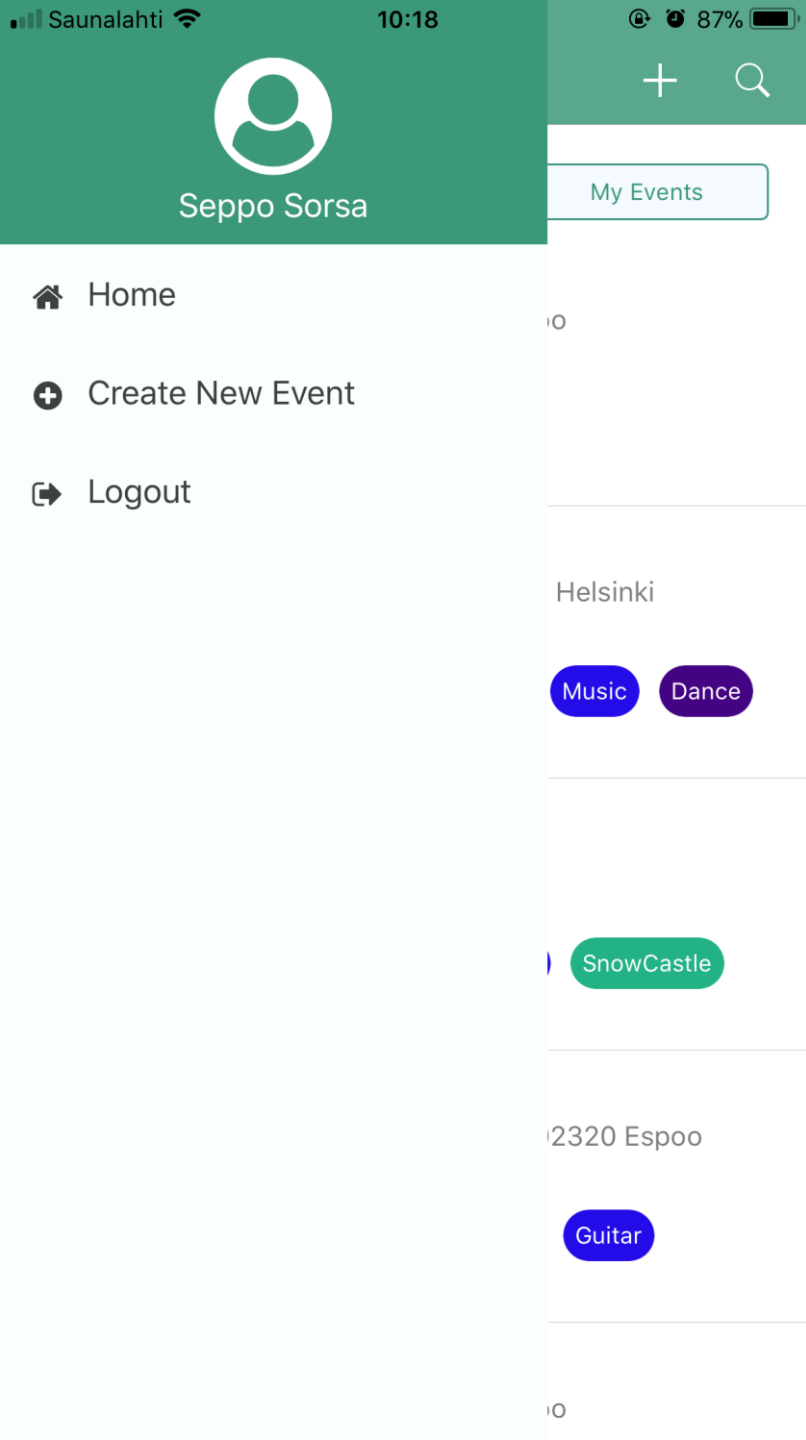 Saunalahti 10:18 87%
Seppo Sorsa
Home
Create New Event
Logout
My Events
Helsinki
Music Dance
SnowCastle
2320 Espoo
Guitar